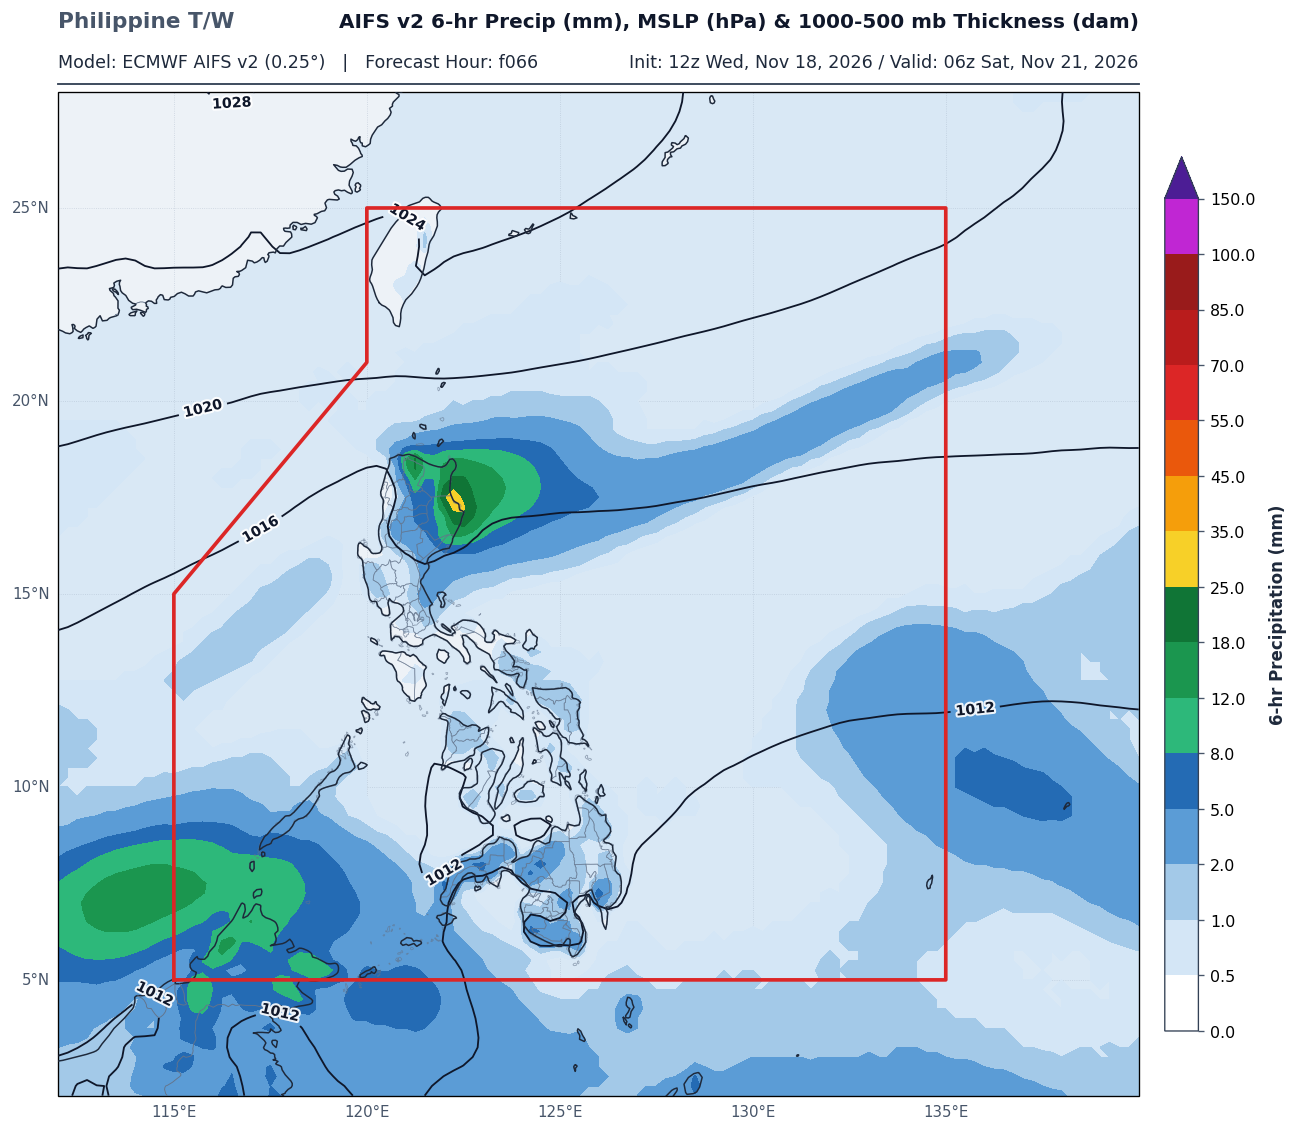 Philippine T/W
AIFS v2 6-hr Precip (mm), MSLP (hPa) & 1000-500 mb Thickness (dam)
Model: ECMWF AIFS v2 (0.25°)   |   Forecast Hour: f066
Init: 12z Wed, Nov 18, 2026 / Valid: 06z Sat, Nov 21, 2026
1028
1024
1020
1016
1012
1012
1012
1012
25°N
20°N
15°N
10°N
5°N
115°E
120°E
125°E
130°E
135°E
150.0
100.0
85.0
70.0
55.0
45.0
35.0
25.0
18.0
12.0
8.0
5.0
2.0
1.0
0.5
0.0
6-hr Precipitation (mm)